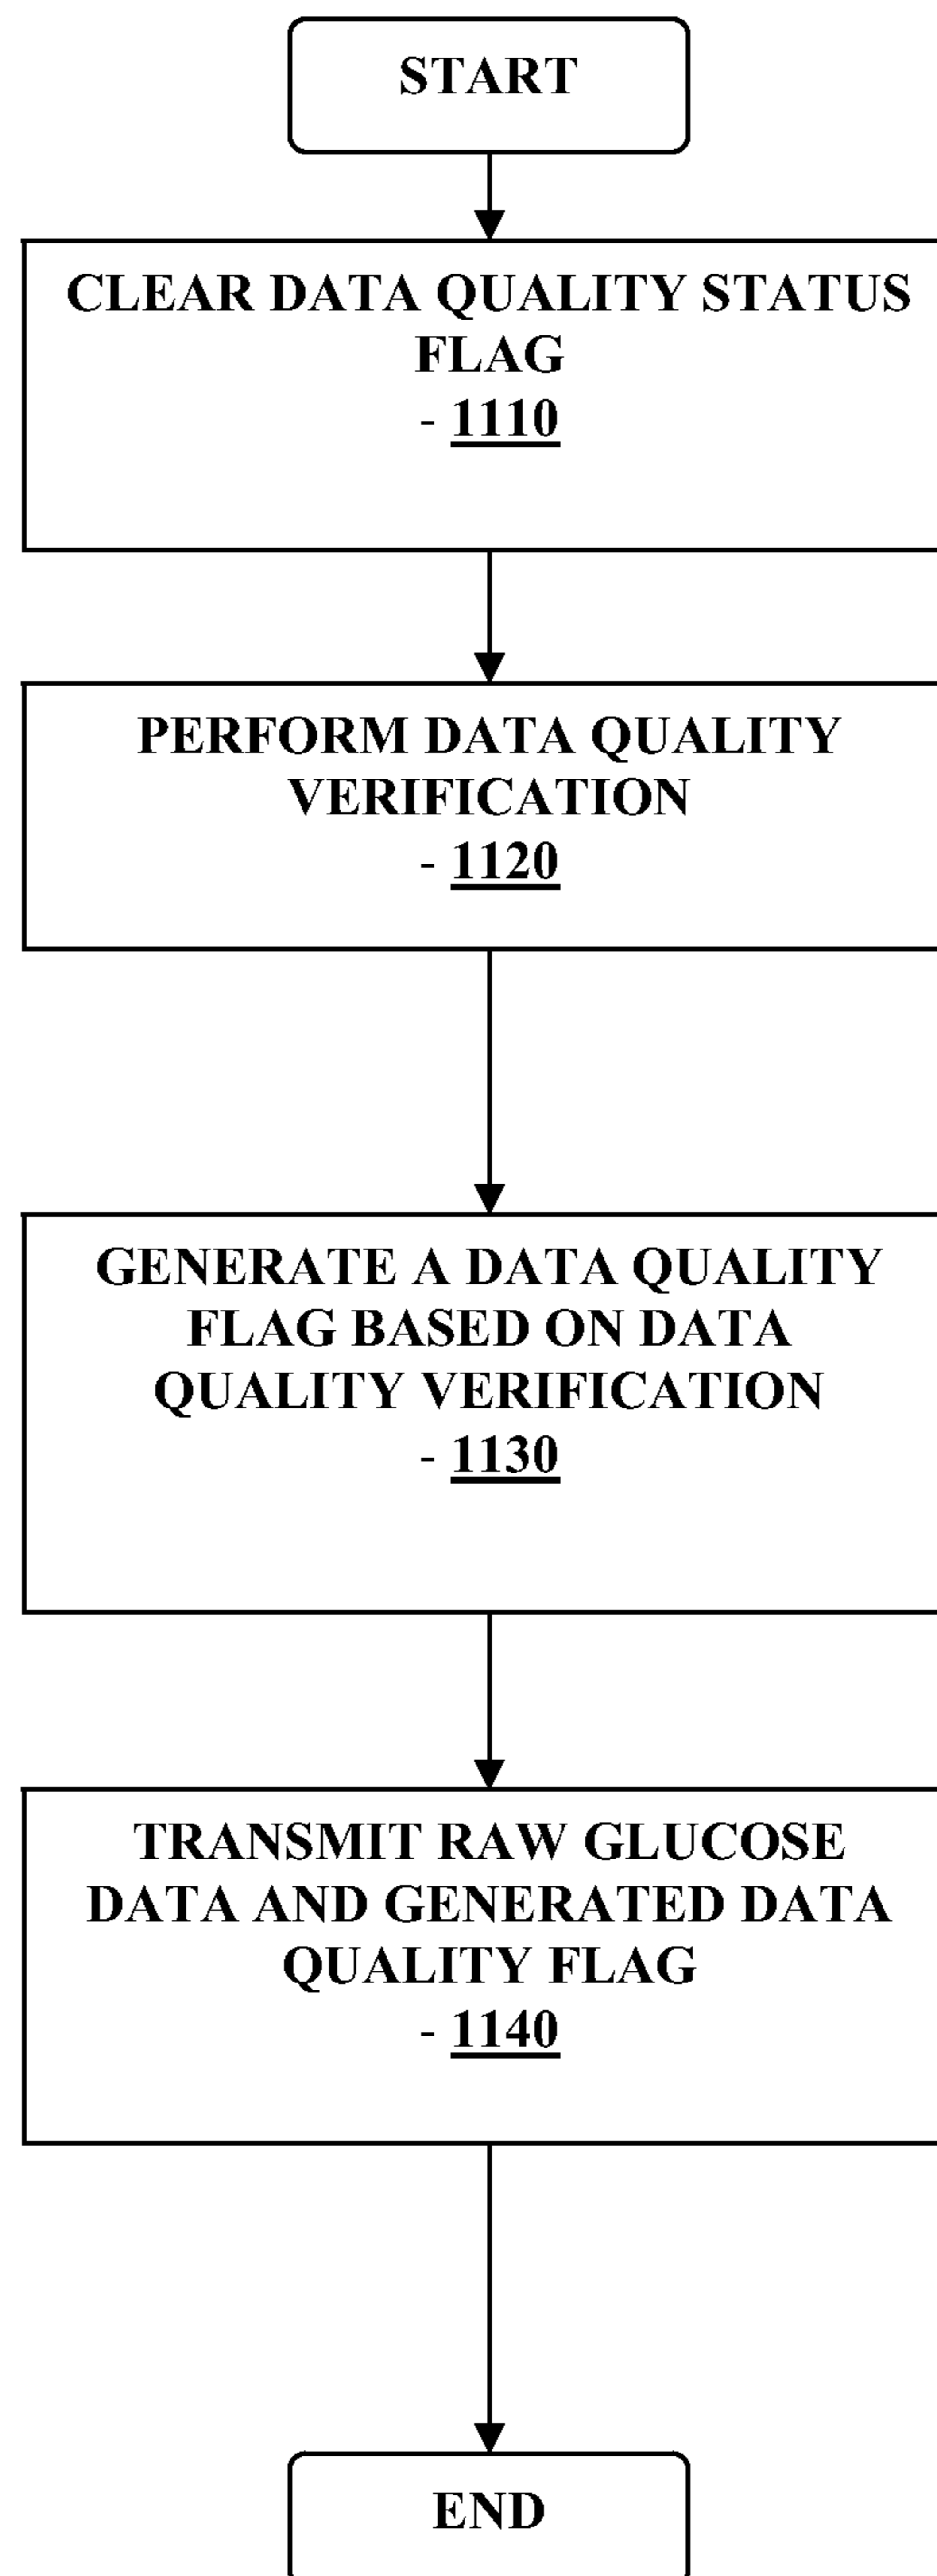 START
CLEAR DATA QUALITY STATUS
FLAG
- 1110
PERFORM DATA QUALITY
VERIFICATION
- 1120
GENERATE A DATA QUALITY
FLAG BASED ON DATA
QUALITY VERIFICATION
- 1130
TRANSMIT RAW GLUCOSE
DATA AND GENERATED DATA
QUALITY FLAG
- 1140
END